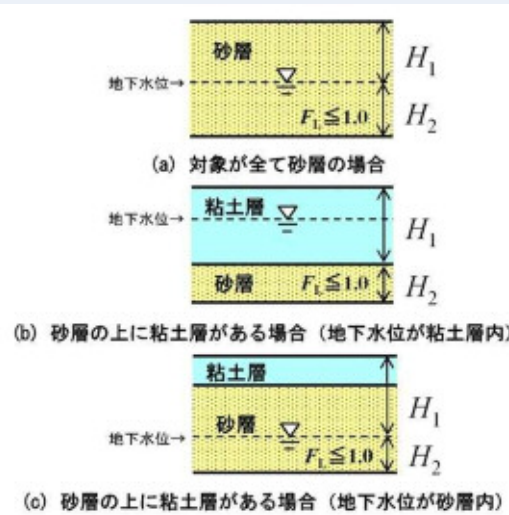 砂層
H1
地下水位→
FL≦1.0
H2
(a) 対象が全て砂層の場合
粘土層
地下水位→
H1
砂層
FL≦1.0
H2
(b) 砂層の上に粘土層がある場合（地下水位が粘土層内）
粘土層
H1
砂層
地下水位→
FL≦1.0
H2
(c) 砂層の上に粘土層がある場合（地下水位が砂層内）